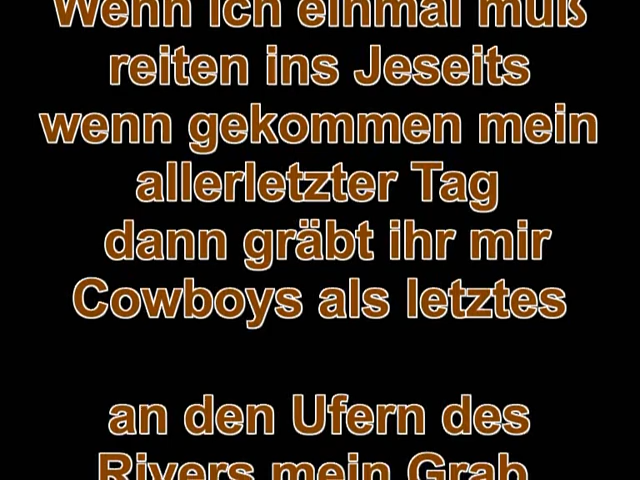 Wenn ich einmal muß
reiten ins Jeseits
wenn gekommen mein
allerletzter Tag
dann gräbt ihr mir
Cowboys als letztes
an den Ufern des
Rivers mein Grab